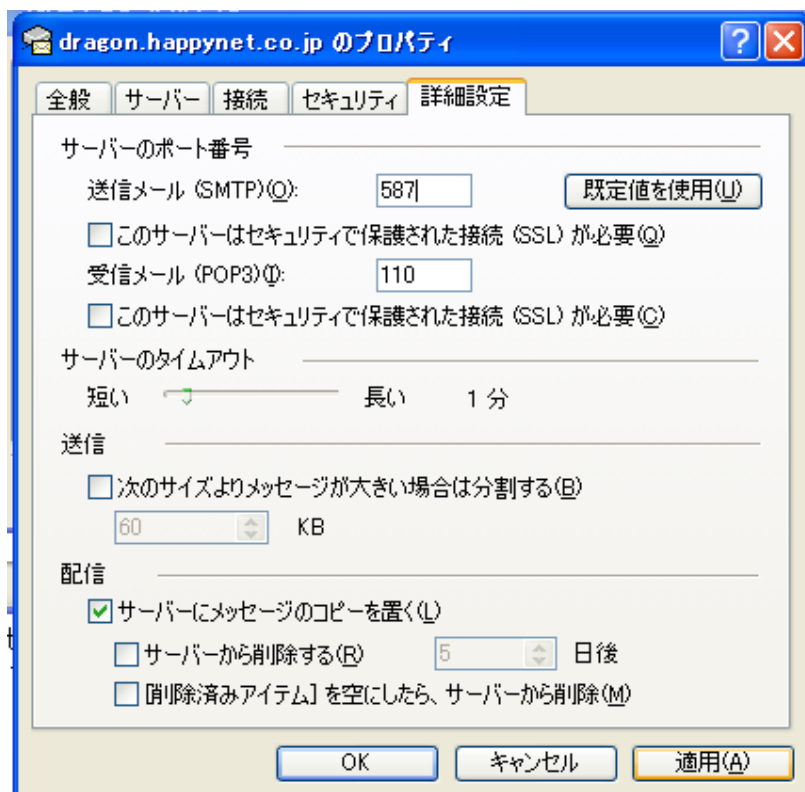 dragon.happynet.co.jp のプロパティ
全般 サーバー 接続 セキュリティ 詳細設定
サーバーのポート番号
送信メール (SMTP)(O): 587 既定値を使用(U)
このサーバーはセキュリティで保護された接続 (SSL) が必要(Q)
受信メール (POP3)(I): 110
このサーバーはセキュリティで保護された接続 (SSL) が必要(C)
サーバーのタイムアウト
短い 長い 1 分
送信
次のサイズよりメッセージが大きい場合は分割する(B)
60 KB
配信
サーバーにメッセージのコピーを置く(L)
サーバーから削除する(R) 5 日後
[削除済みアイテム] を空にしたら、サーバーから削除(M)
OK キャンセル 適用(A)